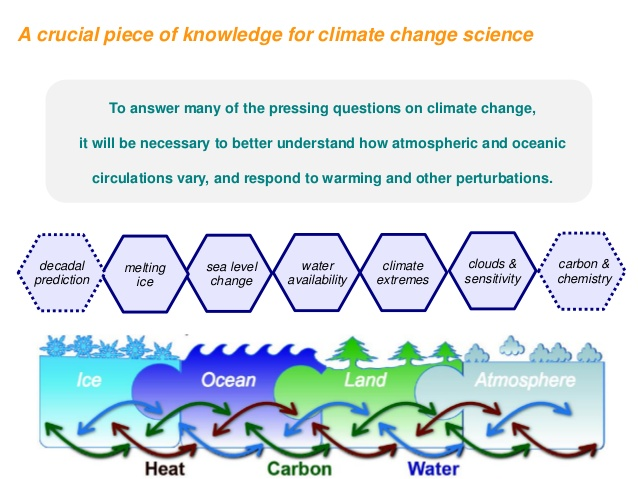 A crucial piece of knowledge for climate change science
To answer many of the pressing questions on climate change,
it will be necessary to better understand how atmospheric and oceanic
circulations vary, and respond to warming and other perturbations.
decadal
prediction
melting
ice
sea level
change
water
availability
climate
extremes
clouds &
sensitivity
carbon &
chemistry
Ice
Ocean
Land
Atmosphere
Heat
Carbon
Water